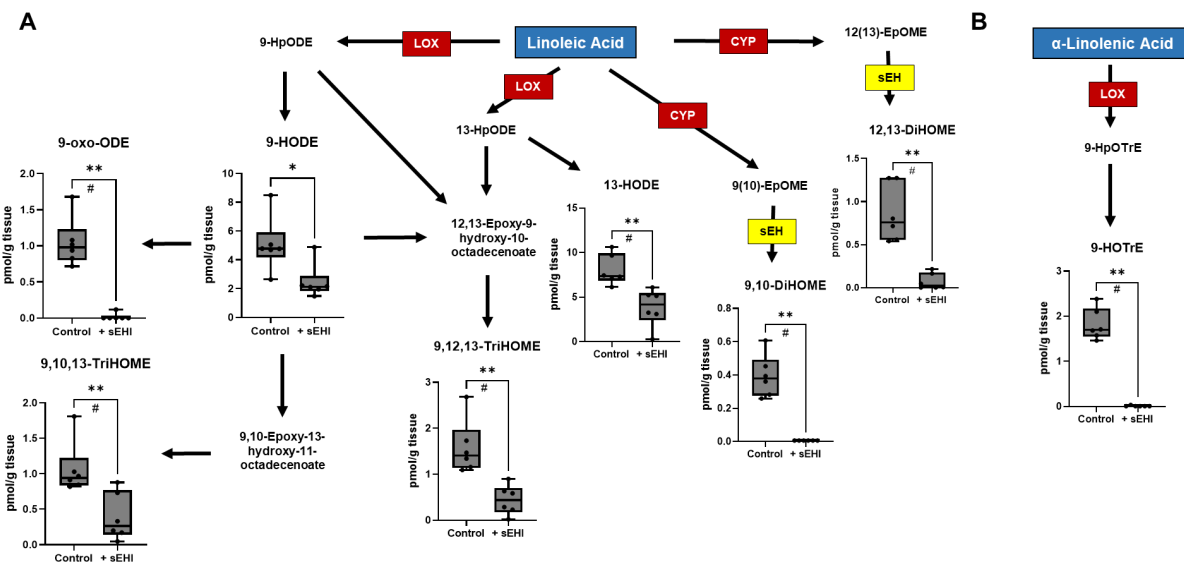 A
B
9-HpODE
LOX
Linoleic Acid
CYP
12(13)-EpOME
α-Linolenic Acid
sEH
LOX
LOX
CYP
13-HpODE
12,13-DiHOME
9-HpOTrE
9-oxo-ODE
9-HODE
13-HODE
9(10)-EpOME
sEH
12,13-Epoxy-9-
hydroxy-10-
octadecenoate
9-HOTrE
9,10-DiHOME
pmol/g tissue
2.0
1.5
1.0
0.5
0.0
**
#
Control + sEHI
pmol/g tissue
10
8
6
4
2
0
*
Control + sEHI
pmol/g tissue
15
10
5
0
**
#
Control + sEHI
pmol/g tissue
1.5
1.0
0.5
0.0
**
#
Control + sEHI
pmol/g tissue
0.8
0.6
0.4
0.2
0.0
**
#
Control + sEHI
pmol/g tissue
3
2
1
0
**
#
Control + sEHI
9,10,13-TriHOME
pmol/g tissue
2.0
1.5
1.0
0.5
0.0
**
#
Control + sEHI
9,10-Epoxy-13-
hydroxy-11-
octadecenoate
9,12,13-TriHOME
pmol/g tissue
3
2
1
0
**
#
Control + sEHI